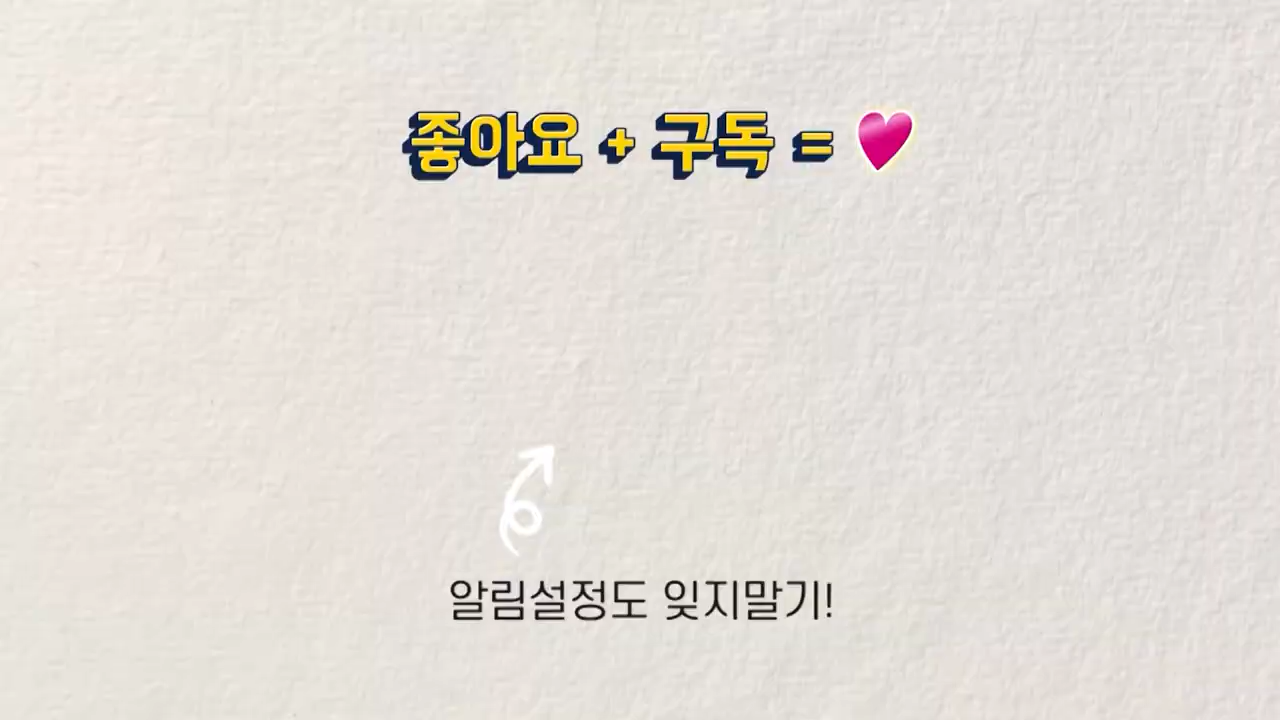 좋아요 + 구독 = 💗
알림설정도 잊지말기!